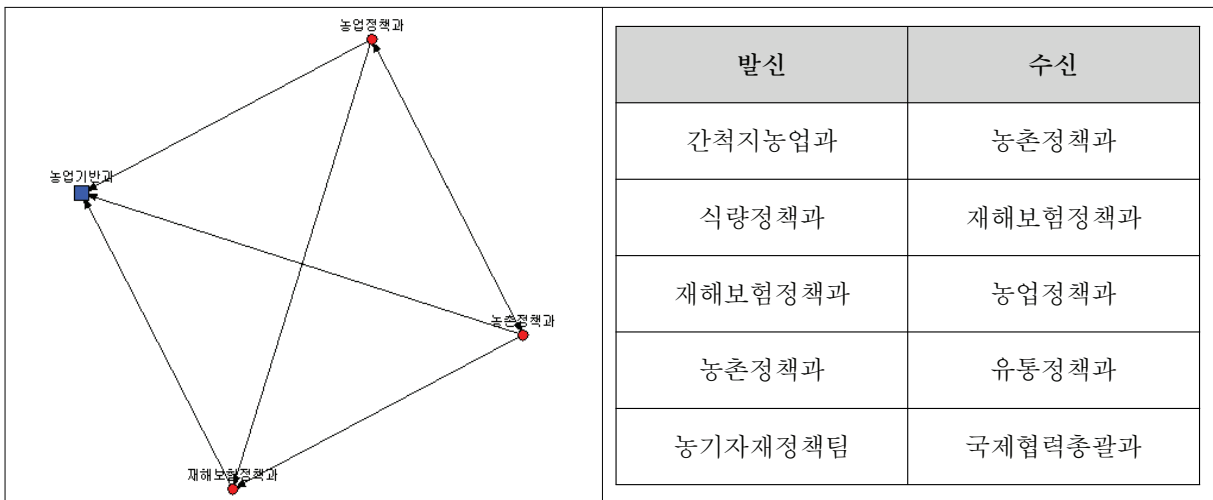 농업정책과
농업기반과
농촌정책과
재해보험정책과
발신 수신
간척지농업과 농촌정책과
식량정책과 재해보험정책과
재해보험정책과 농업정책과
농촌정책과 유통정책과
농기자재정책팀 국제협력총괄과